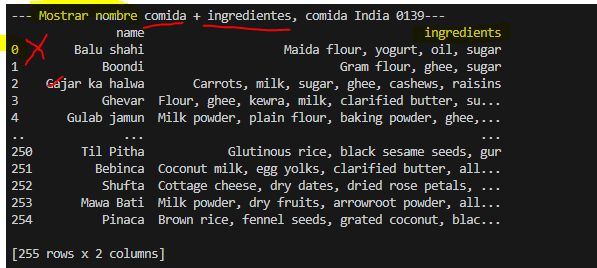 --- Mostrar nombre comida + ingredientes, comida India 0139---
name ingredients
0 Balu shahi Maida flour, yogurt, oil, sugar
1 Boondi Gram flour, ghee, sugar
2 Gajar ka halwa Carrots, milk, sugar, ghee, cashews, raisins
3 Ghevar Flour, ghee, kewra, milk, clarified butter, su...
4 Gulab jamun Milk powder, plain flour, baking powder, ghee,...
.. ... ...
250 Til Pitha Glutinous rice, black sesame seeds, gur
251 Bebinca Coconut milk, egg yolks, clarified butter, all...
252 Shufta Cottage cheese, dry dates, dried rose petals, ...
253 Mawa Bati Milk powder, dry fruits, arrowroot powder, all...
254 Pinaca Brown rice, fennel seeds, grated coconut, blac...
[255 rows x 2 columns]